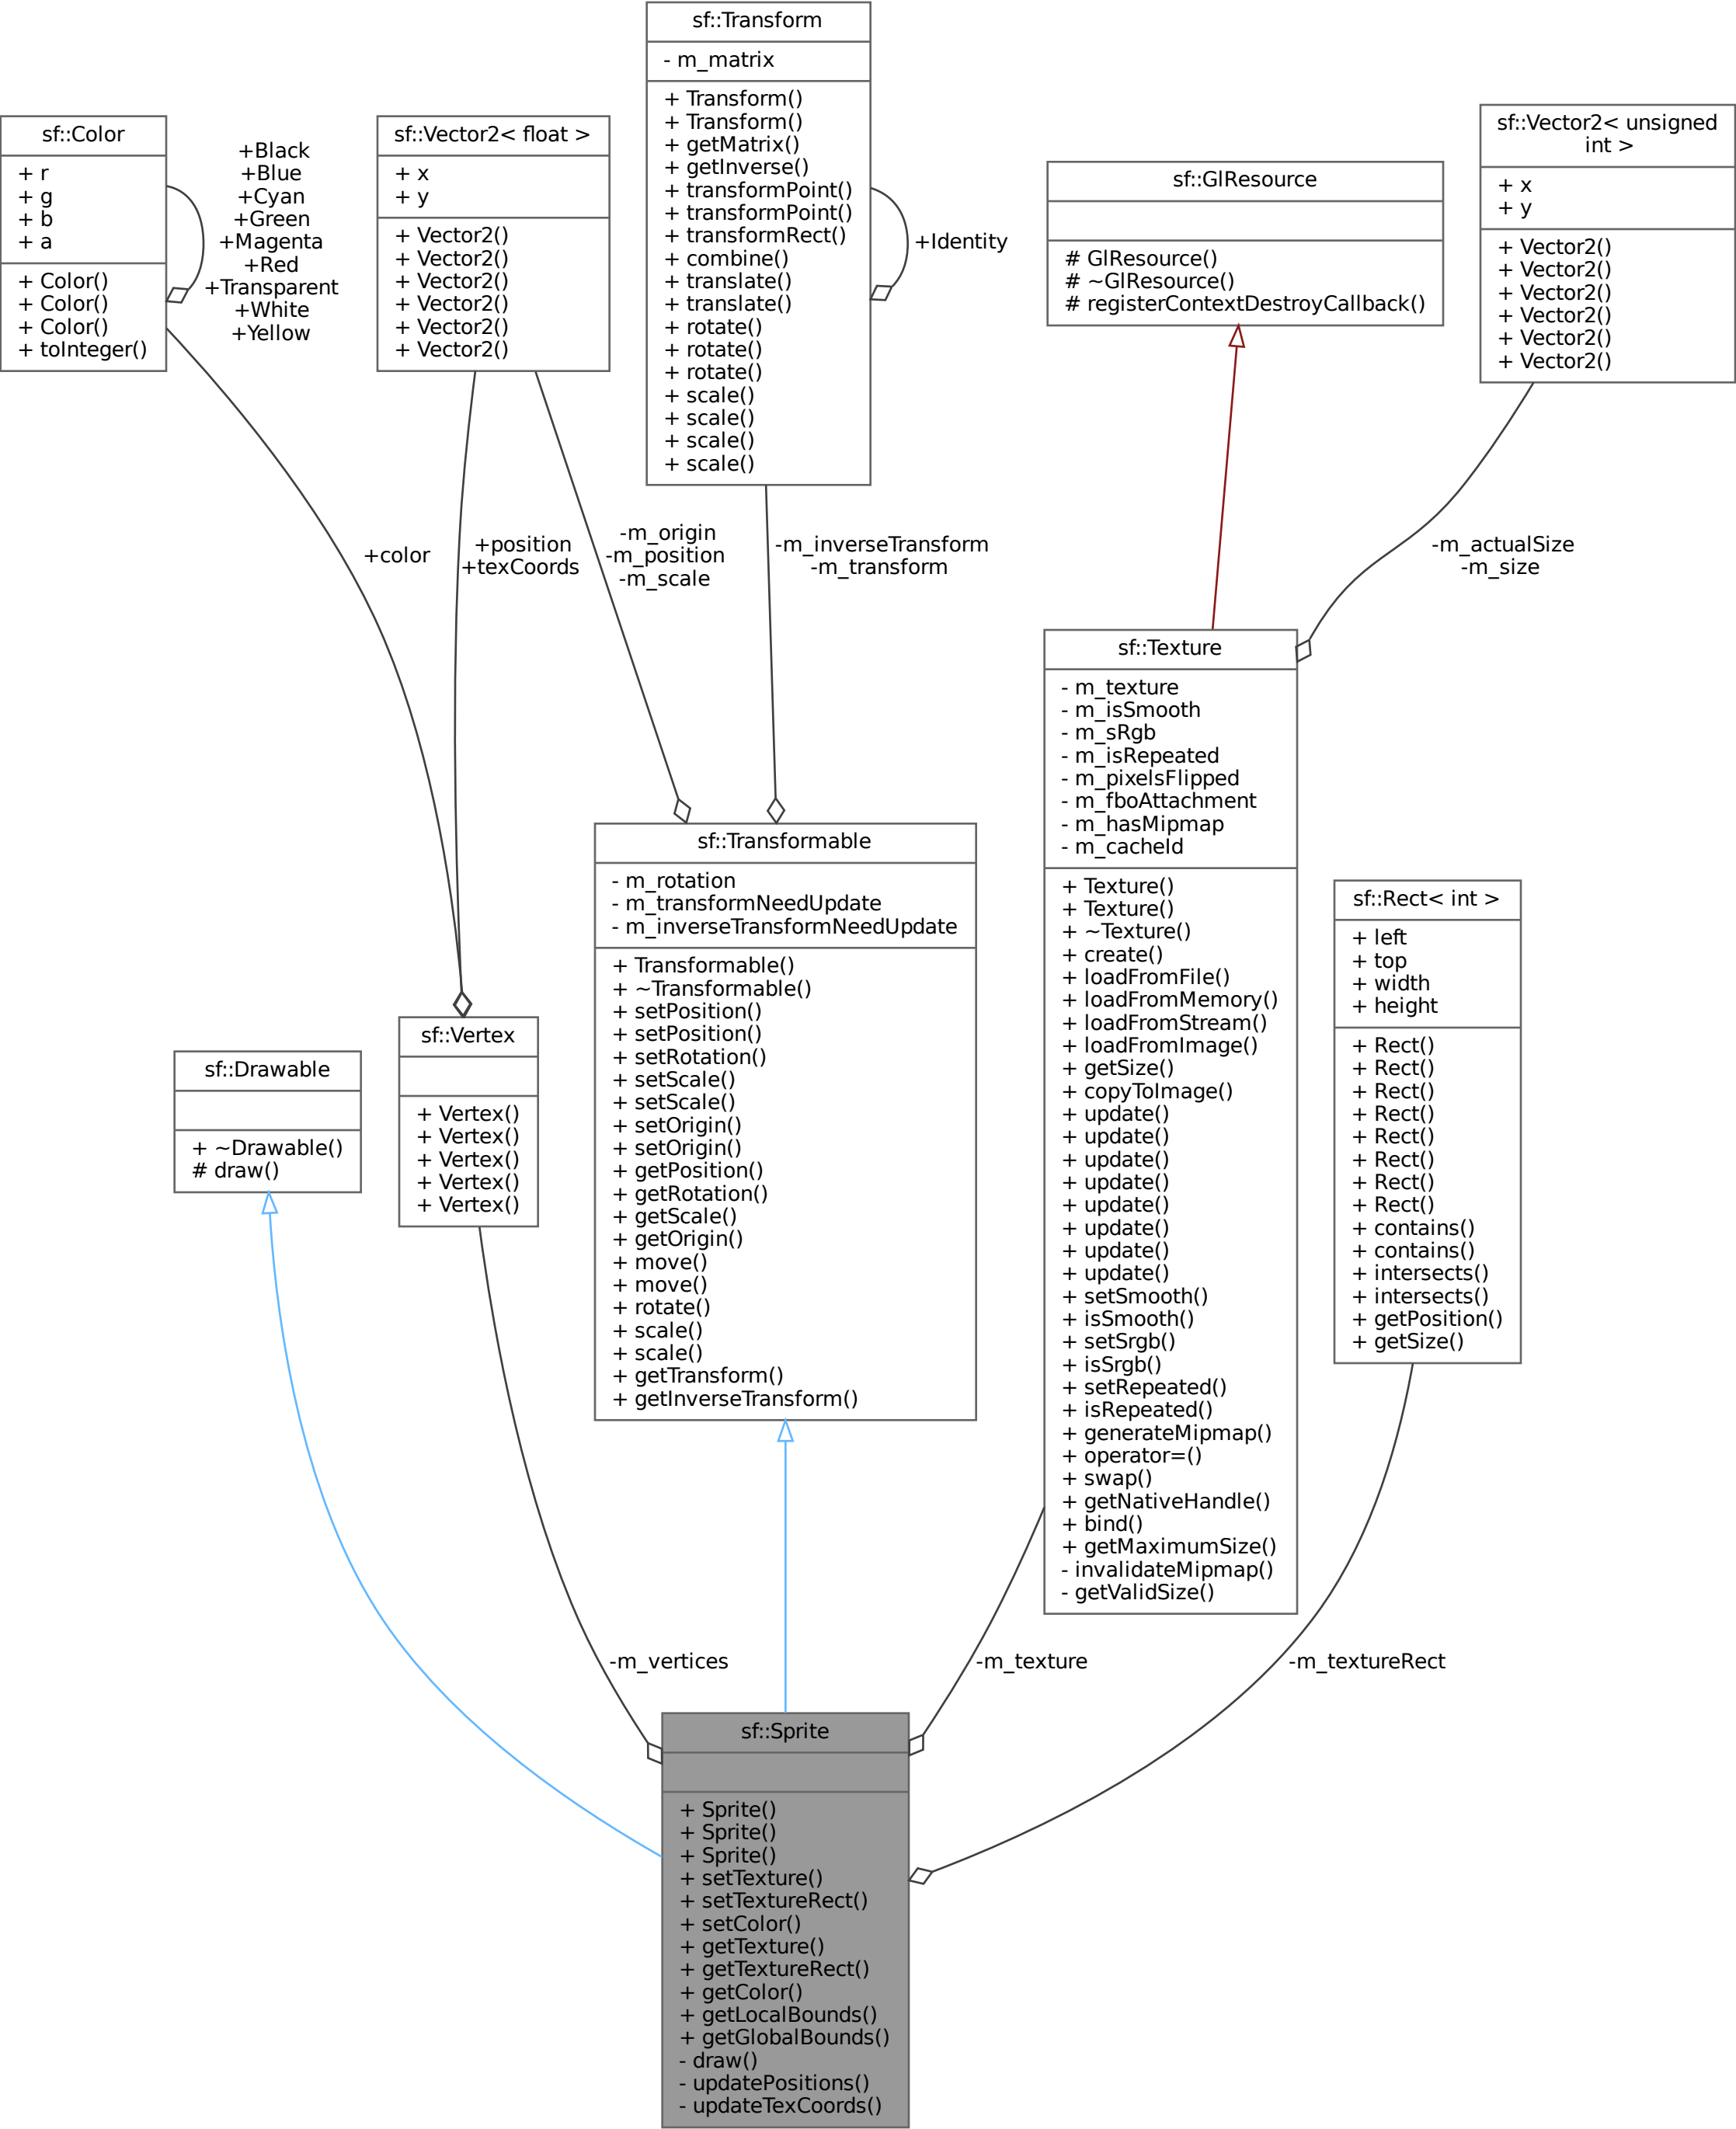 sf::Transform
- m_matrix
+ Transform()
+ Transform()
+ getMatrix()
+ getInverse()
+ transformPoint()
+ transformPoint()
+ transformRect()
+ combine()
+ translate()
+ translate()
+ rotate()
+ rotate()
+ rotate()
+ scale()
+ scale()
+ scale()
+ scale()
+Identity
sf::Color
+ r
+ g
+ b
+ a
+ Color()
+ Color()
+ Color()
+ toInteger()
+Black
+Blue
+Cyan
+Green
+Magenta
+Red
+Transparent
+White
+Yellow
sf::Vector2< float >
+ x
+ y
+ Vector2()
+ Vector2()
+ Vector2()
+ Vector2()
+ Vector2()
+ Vector2()
sf::GlResource
# GlResource()
# ~GlResource()
# registerContextDestroyCallback()
sf::Vector2< unsigned
int >
+ x
+ y
+ Vector2()
+ Vector2()
+ Vector2()
+ Vector2()
+ Vector2()
+ Vector2()
+color
+position
+texCoords
-m_origin
-m_position
-m_scale
-m_inverseTransform
-m_transform
-m_actualSize
-m_size
sf::Texture
- m_texture
- m_isSmooth
- m_sRgb
- m_isRepeated
- m_pixelsFlipped
- m_fboAttachment
- m_hasMipmap
- m_cacheId
+ Texture()
+ Texture()
+ ~Texture()
+ create()
+ loadFromFile()
+ loadFromMemory()
+ loadFromStream()
+ loadFromImage()
+ getSize()
+ copyToImage()
+ update()
+ update()
+ update()
+ update()
+ update()
+ update()
+ update()
+ update()
+ setSmooth()
+ isSmooth()
+ setSrgb()
+ isSrgb()
+ setRepeated()
+ isRepeated()
+ generateMipmap()
+ operator=()
+ swap()
+ getNativeHandle()
+ bind()
+ getMaximumSize()
- invalidateMipmap()
- getValidSize()
sf::Transformable
- m_rotation
- m_transformNeedUpdate
- m_inverseTransformNeedUpdate
+ Transformable()
+ ~Transformable()
+ setPosition()
+ setPosition()
+ setRotation()
+ setScale()
+ setScale()
+ setOrigin()
+ setOrigin()
+ getPosition()
+ getRotation()
+ getScale()
+ getOrigin()
+ move()
+ move()
+ rotate()
+ scale()
+ scale()
+ getTransform()
+ getInverseTransform()
sf::Rect< int >
+ left
+ top
+ width
+ height
+ Rect()
+ Rect()
+ Rect()
+ Rect()
+ Rect()
+ Rect()
+ Rect()
+ Rect()
+ contains()
+ contains()
+ intersects()
+ intersects()
+ getPosition()
+ getSize()
sf::Vertex
+ Vertex()
+ Vertex()
+ Vertex()
+ Vertex()
+ Vertex()
sf::Drawable
+ ~Drawable()
# draw()
-m_vertices
-m_texture
-m_textureRect
sf::Sprite
+ Sprite()
+ Sprite()
+ Sprite()
+ setTexture()
+ setTextureRect()
+ setColor()
+ getTexture()
+ getTextureRect()
+ getColor()
+ getLocalBounds()
+ getGlobalBounds()
- draw()
- updatePositions()
- updateTexCoords()